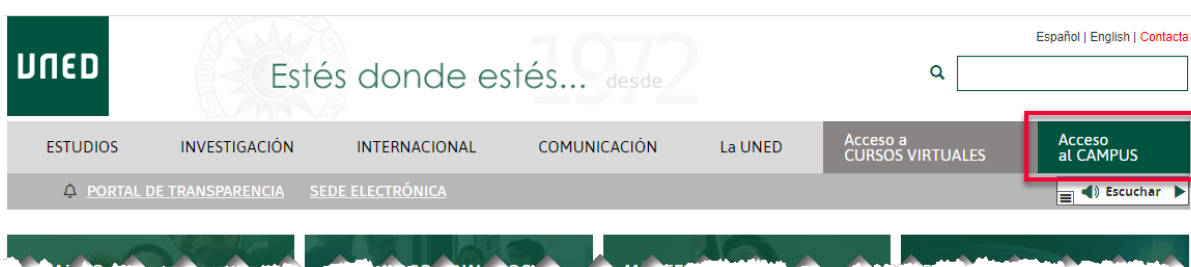 Español | English | Contacta
UNED
Estés donde estés... desde 1972
ESTUDIOS INVESTIGACIÓN INTERNACIONAL COMUNICACIÓN La UNED
Acceso a
CURSOS VIRTUALES
Acceso
al CAMPUS
PORTAL DE TRANSPARENCIA SEDE ELECTRÓNICA
Escuchar